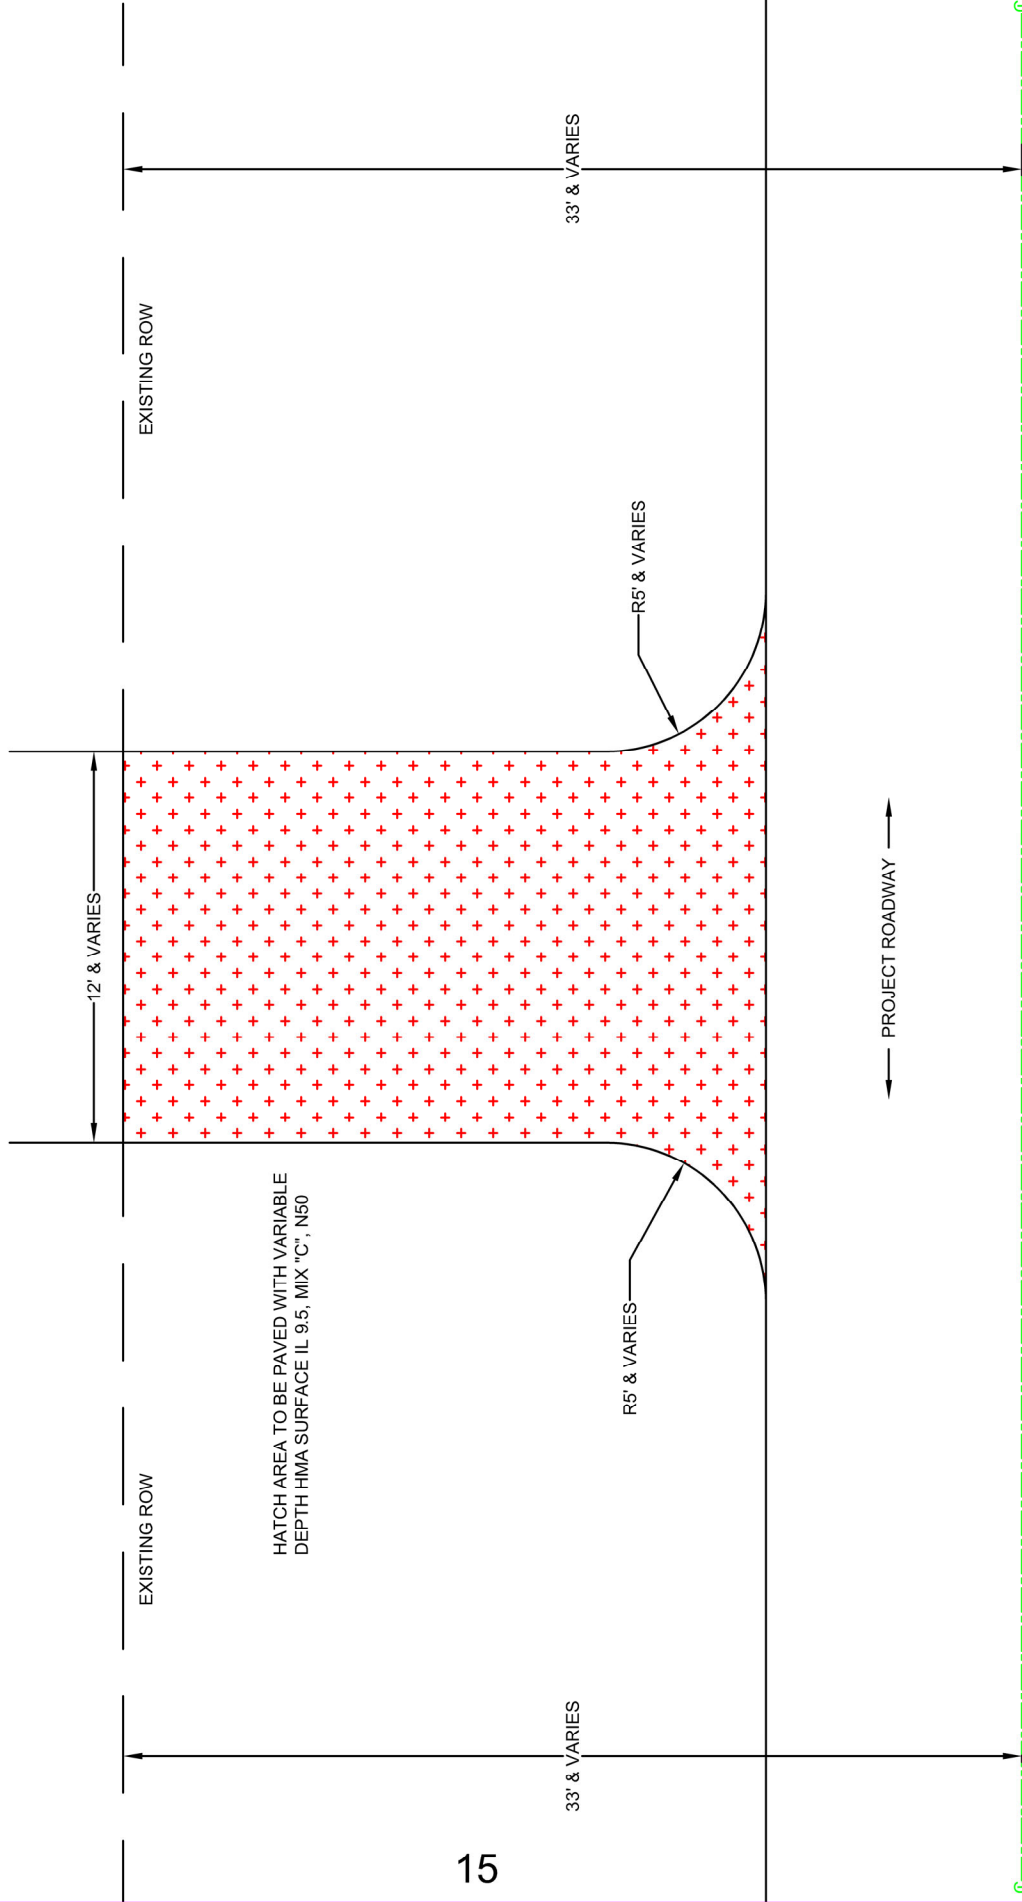 12' & VARIES
EXISTING ROW
EXISTING ROW
HATCH AREA TO BE PAVED WITH VARIABLE
DEPTH HMA SURFACE IL 9.5, MIX "C", N50
33' & VARIES
33' & VARIES
R5' & VARIES
R5' & VARIES
PROJECT ROADWAY
15